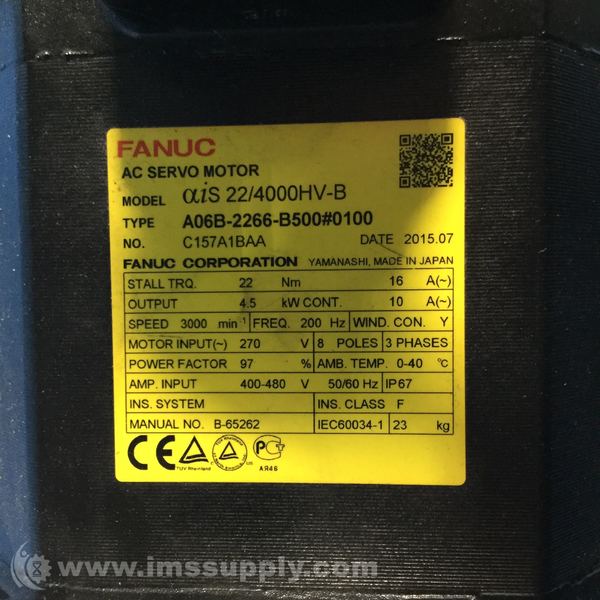 FANUC
AC SERVO MOTOR
MODEL αiS 22/4000HV-B
TYPE A06B-2266-B500#0100
NO. C157A1BAA DATE 2015.07
FANUC CORPORATION YAMANASHI, MADE IN JAPAN
STALL TRQ. 22 Nm 16 A(~)
OUTPUT 4.5 kW CONT. 10 A(~)
SPEED 3000 min⁻¹ FREQ. 200 Hz WIND. CON. Y
MOTOR INPUT(~) 270 V 8 POLES 3 PHASES
POWER FACTOR 97 % AMB. TEMP. 0-40 °C
AMP. INPUT 400-480 V 50/60 Hz IP67
INS. SYSTEM INS. CLASS F
MANUAL NO. B-65262 IEC60034-1 23 kg
CE TÜV Rheinland PCT АЯ46
www.imssupply.com